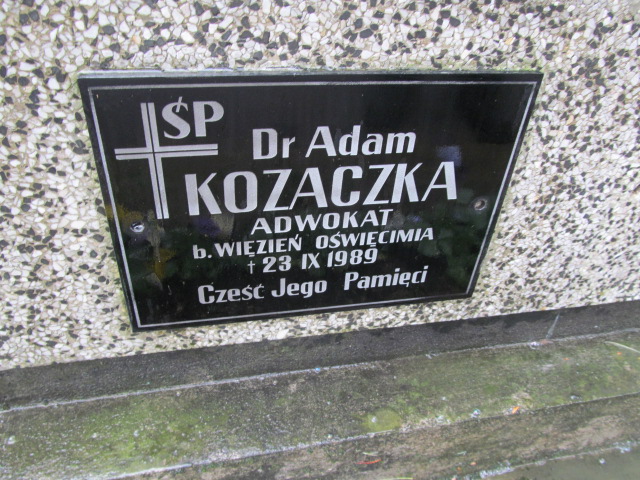 ŚP
Dr Adam
KOZACZKA
ADWOKAT
b. WIĘZIEŃ OŚWIĘCIMIA
† 23 IX 1989
Cześć Jego Pamięci